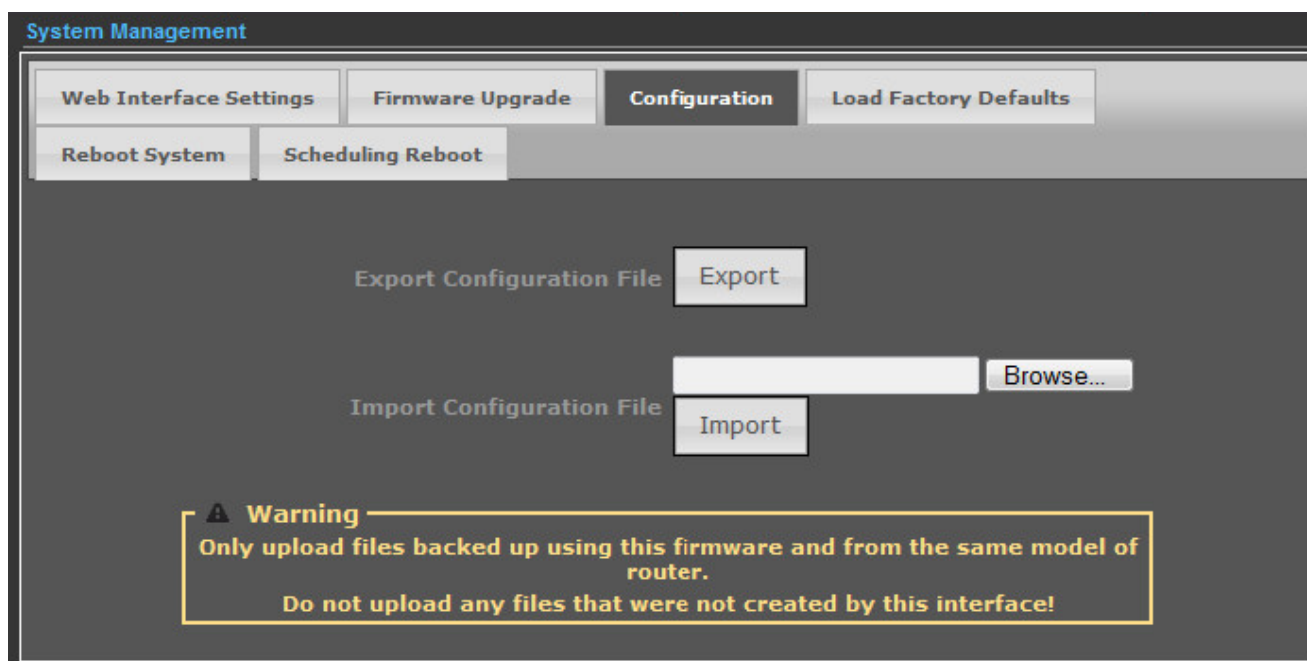 System Management
Web Interface Settings
Firmware Upgrade
Configuration
Load Factory Defaults
Reboot System
Scheduling Reboot
Export Configuration File
Export
Browse...
Import Configuration File
Import
Warning
Only upload files backed up using this firmware and from the same model of
router.
Do not upload any files that were not created by this interface!